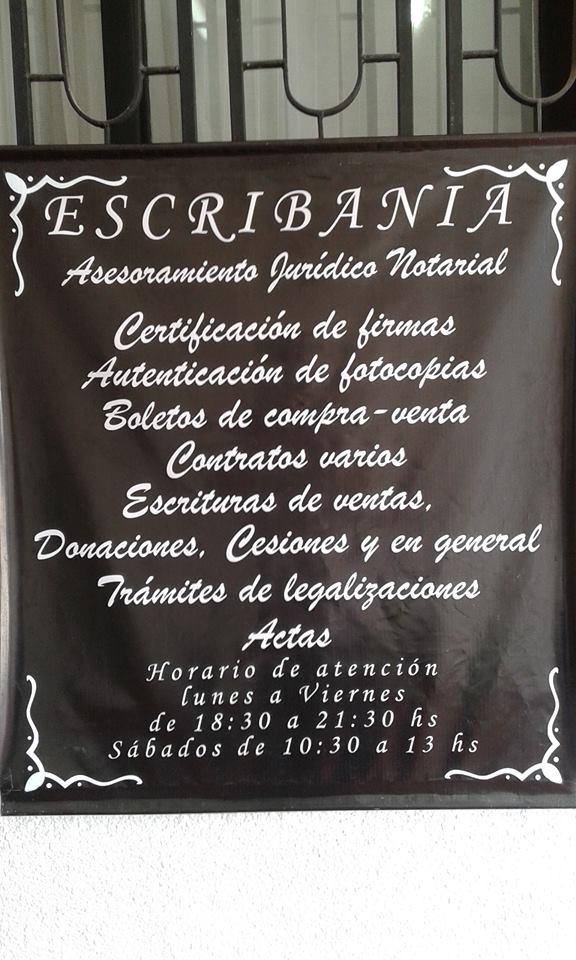 ESCRIBANIA
Asesoramiento Jurídico Notarial
Certificación de firmas
Autenticación de fotocopias
Boletos de compra-venta
Contratos varios
Escrituras de ventas,
Donaciones, Cesiones y en general
Trámites de legalizaciones
Actas
Horario de atención
lunes a Viernes
de 18:30 a 21:30 hs
Sábados de 10:30 a 13 hs